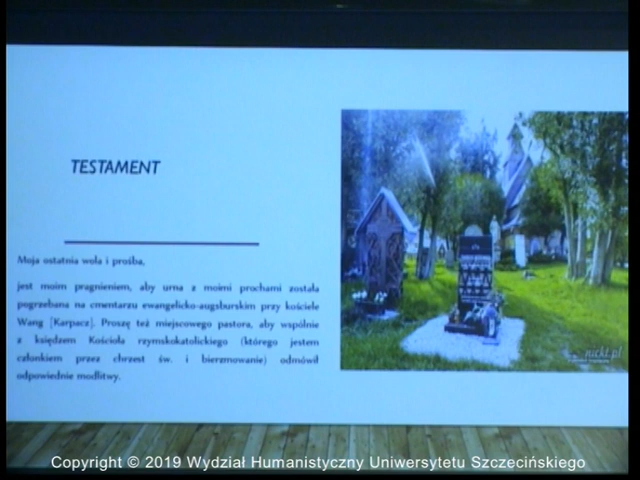 TESTAMENT
Moja ostatnia wola i prośba,
jest moim pragnieniem, aby urna z moimi prochami została
pogrzebana na cmentarzu ewangelicko-augsburskim przy kościele
Wang [Karpacz]. Proszę też miejscowego pastora, aby wspólnie
z księdzem Kościoła rzymskokatolickiego (którego jestem
członkiem przez chrzest św. i bierzmowanie) odmówił
odpowiednie modlitwy.
nickt.pl
Copyright © 2019 Wydział Humanistyczny Uniwersytetu Szczecińskiego